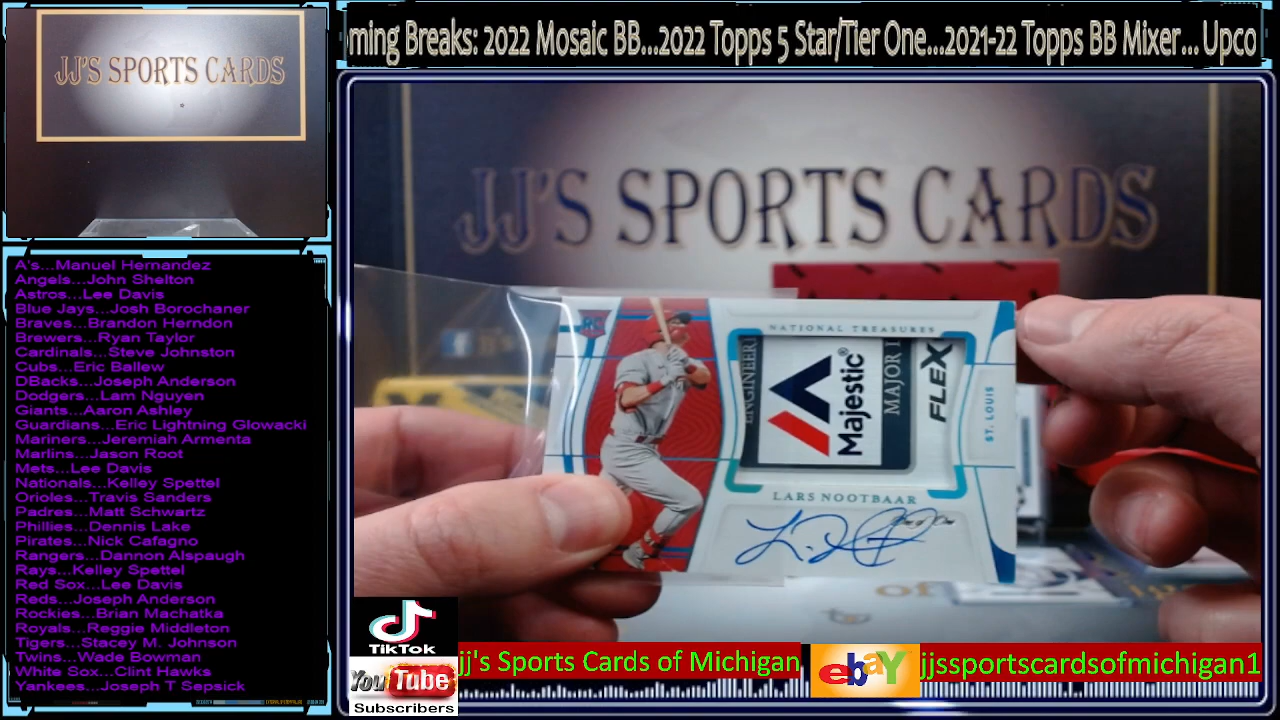 ming Breaks: 2022 Mosaic BB...2022 Topps 5 Star/Tier One...2021-22 Topps BB Mixer... Upco
JJ'S SPORTS CARDS
JJ'S SPORTS CARDS
A's...Manuel Hernandez
Angels...John Shelton
Astros...Lee Davis
Blue Jays...Josh Borochaner
Braves...Brandon Herndon
Brewers...Ryan Taylor
Cardinals...Steve Johnston
Cubs...Eric Ballew
DBacks...Joseph Anderson
Dodgers...Lam Nguyen
Giants...Aaron Ashley
Guardians...Eric Lightning Glowacki
Mariners...Jeremiah Armenta
Marlins...Jason Root
Mets...Lee Davis
Nationals...Kelley Spettel
Orioles...Travis Sanders
Padres...Matt Schwartz
Phillies...Dennis Lake
Pirates...Nick Cafagno
Rangers...Dannon Alspaugh
Rays...Kelley Spettel
Red Sox...Lee Davis
Reds...Joseph Anderson
Rockies...Brian Machatka
Royals...Reggie Middleton
Tigers...Stacey M. Johnson
Twins...Wade Bowman
White Sox...Clint Hawks
Yankees...Joseph T Sepsick
RC
NATIONAL TREASURES
ENGINEER
Majestic®
MAJOR L
FLEX
ST. LOUIS
LARS NOOTBAAR
One of One
TikTok
YouTube
Subscribers
jj's Sports Cards of Michigan
ebay
jjssportscardsofmichigan1